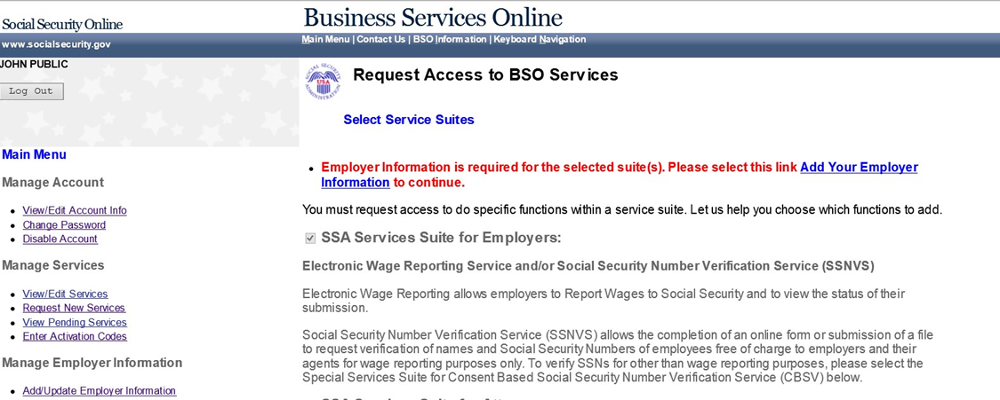 Social Security Online
Business Services Online
www.socialsecurity.gov
Main Menu | Contact Us | BSO Information | Keyboard Navigation
JOHN PUBLIC
Log Out
Main Menu
Manage Account
View/Edit Account Info
Change Password
Disable Account
Manage Services
View/Edit Services
Request New Services
View Pending Services
Enter Activation Codes
Manage Employer Information
Add/Update Employer Information
SOCIAL SECURITY ADMINISTRATION
USA
Request Access to BSO Services
Select Service Suites
Employer Information is required for the selected suite(s). Please select this link Add Your Employer
Information to continue.
You must request access to do specific functions within a service suite. Let us help you choose which functions to add.
SSA Services Suite for Employers:
Electronic Wage Reporting Service and/or Social Security Number Verification Service (SSNVS)
Electronic Wage Reporting allows employers to Report Wages to Social Security and to view the status of their
submission.
Social Security Number Verification Service (SSNVS) allows the completion of an online form or submission of a file
to request verification of names and Social Security Numbers of employees free of charge to employers and their
agents for wage reporting purposes only. To verify SSNs for other than wage reporting purposes, please select the
Special Services Suite for Consent Based Social Security Number Verification Service (CBSV) below.